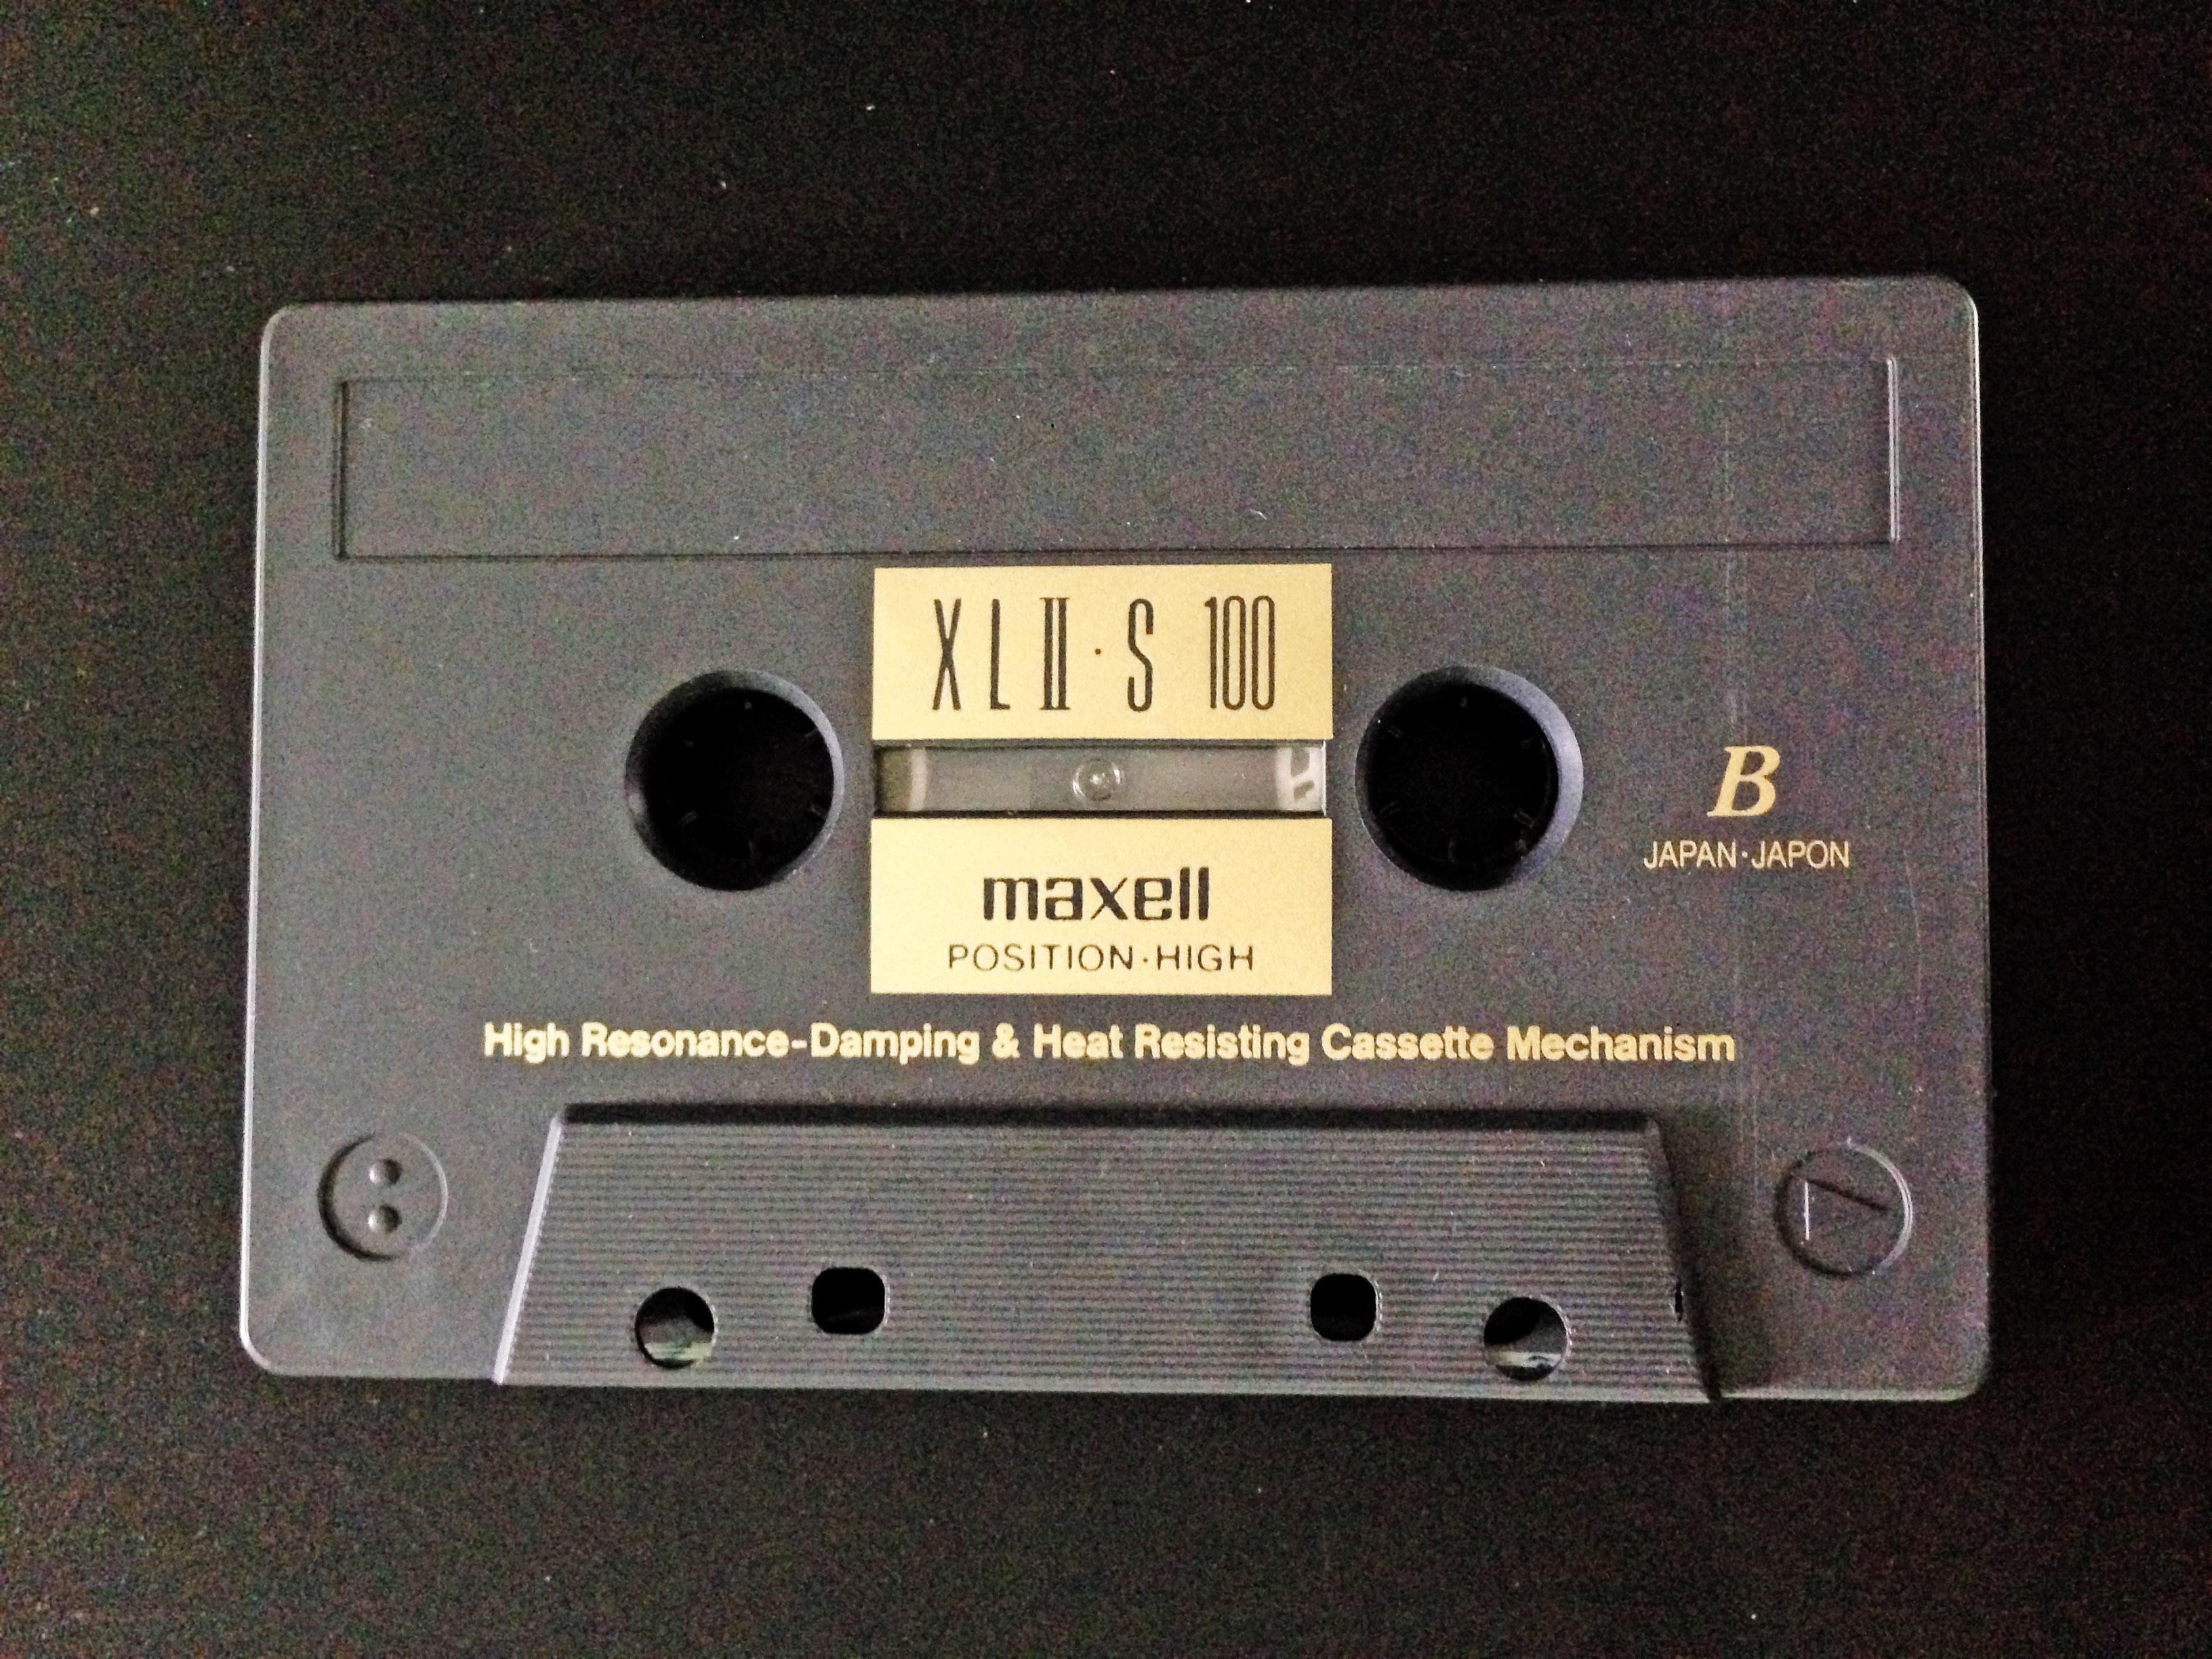 XLII·S 100
maxell
POSITION·HIGH
B
JAPAN·JAPON
High Resonance-Damping & Heat Resisting Cassette Mechanism